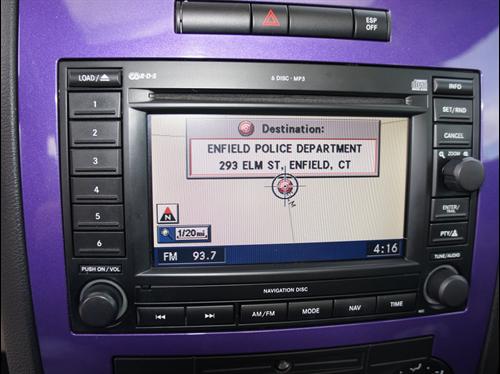 ESP
OFF
LOAD/
R·D·S
6 DISC · MP3
INFO
1
2
3
4
5
6
PUSH ON/VOL
Destination:
ENFIELD POLICE DEPARTMENT
293 ELM ST, ENFIELD, CT
N
1/20mi
FM 93.7
4:16
SET/RND
CANCEL
ZOOM
ENTER/
PTY/
TUNE/AUDIO
NAVIGATION DISC
AM/FM
MODE
NAV
TIME